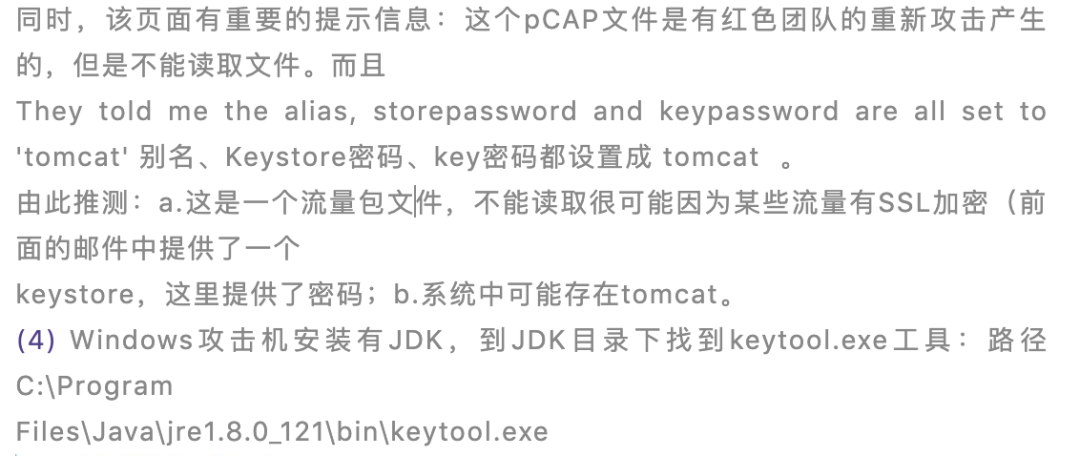 同时，该页面有重要的提示信息：这个pCAP文件是有红色团队的重新攻击产生
的，但是不能读取文件。而且
They told me the alias, storepassword and keypassword are all set to
'tomcat' 别名、Keystore密码、key密码都设置成 tomcat 。
由此推测：a.这是一个流量包文件，不能读取很可能因为某些流量有SSL加密（前
面的邮件中提供了一个
keystore，这里提供了密码；b.系统中可能存在tomcat。
(4) Windows攻击机安装有JDK，到JDK目录下找到keytool.exe工具：路径
C:\Program
Files\Java\jre1.8.0_121\bin\keytool.exe